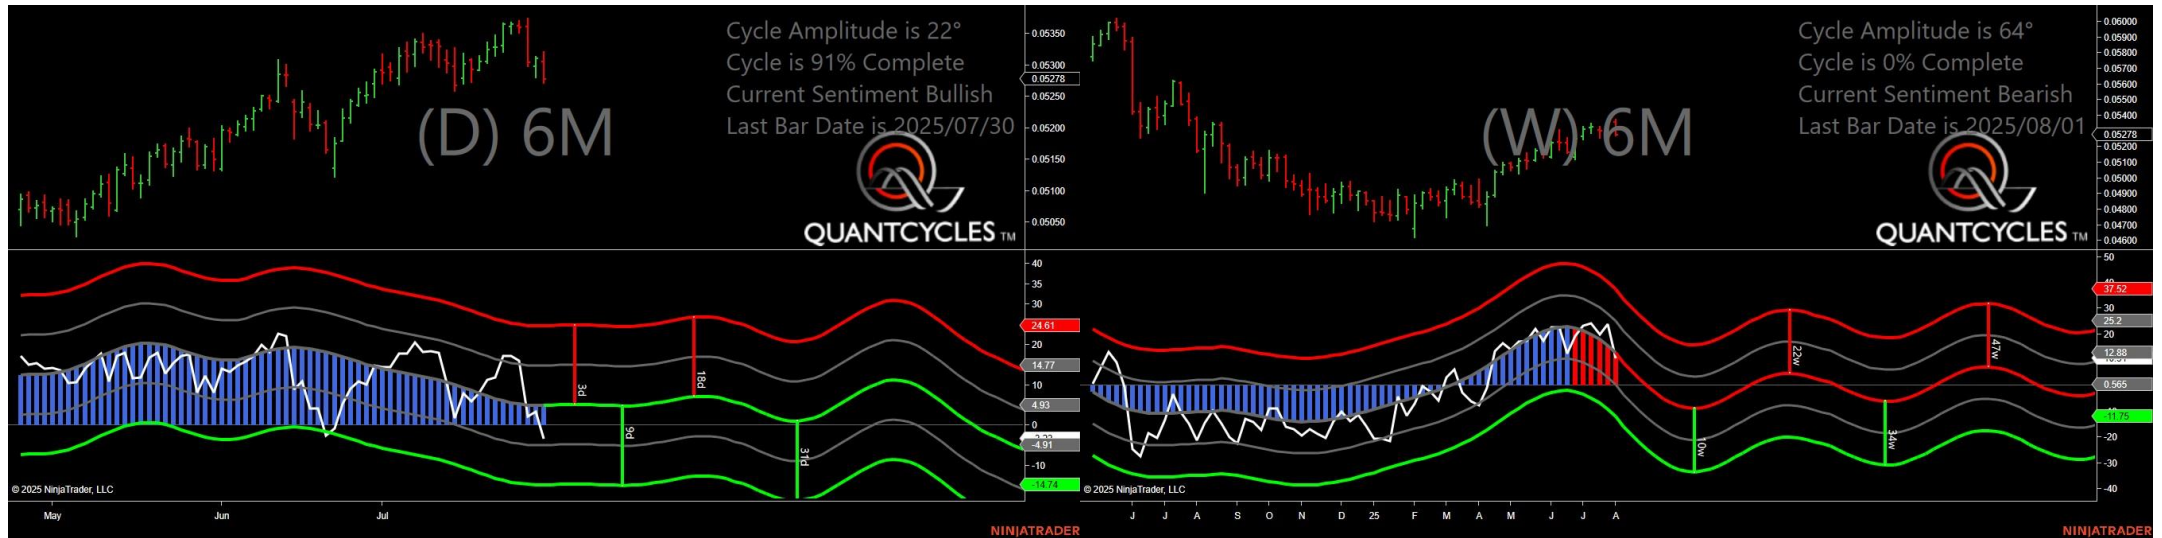 Cycle Amplitude is 22°
Cycle is 91% Complete
Current Sentiment Bullish
Last Bar Date is 2025/07/30
(D) 6M
QUANTCYCLES TM
0.05350
0.05300
0.05278
0.05250
0.05200
0.05150
0.05100
0.05050
40
35
30
24.61
20
14.77
10
4.93
0
-4.91
-10
-14.74
3d
9d
18d
31d
© 2025 NinjaTrader, LLC
May
Jun
Jul
NINJATRADER
Cycle Amplitude is 64°
Cycle is 0% Complete
Current Sentiment Bearish
Last Bar Date is 2025/08/01
(W) 6M
QUANTCYCLES TM
0.06000
0.05900
0.05800
0.05700
0.05600
0.05500
0.05400
0.05278
0.05200
0.05100
0.05000
0.04900
0.04800
0.04700
0.04600
50
37.52
30
25.2
20
12.88
0.565
-11.75
-20
-30
-40
10w
22w
34w
47w
© 2025 NinjaTrader, LLC
J
J
A
S
O
N
D
25
F
M
A
M
J
J
A
NINJATRADER